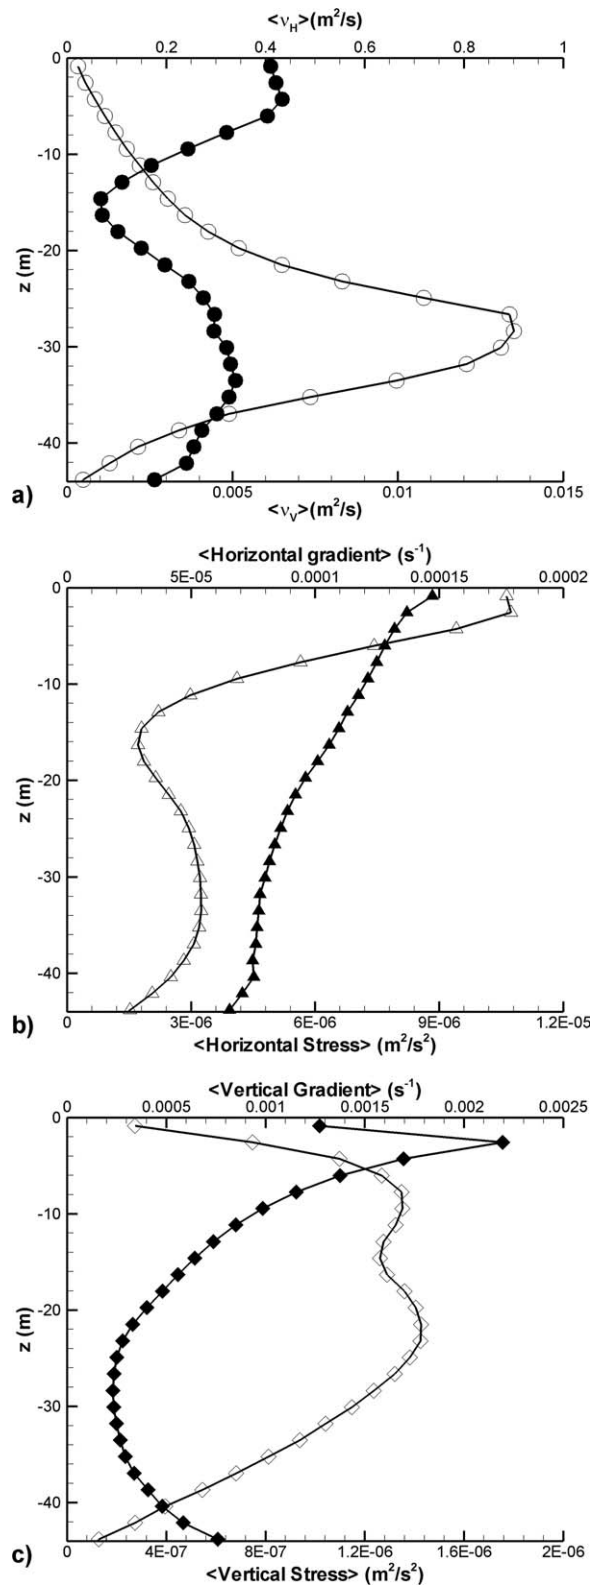 <ν_H>(m²/s)
0 0.2 0.4 0.6 0.8 1
0
-10
-20
-30
-40
z (m)
0 0.005 0.01 0.015
a) <ν_V>(m²/s)
<Horizontal gradient> (s⁻¹)
0 5E-05 0.0001 0.00015 0.0002
0
-10
-20
-30
-40
z (m)
0 3E-06 6E-06 9E-06 1.2E-05
b) <Horizontal Stress> (m²/s²)
<Vertical Gradient> (s⁻¹)
0 0.0005 0.001 0.0015 0.002 0.0025
0
-10
-20
-30
-40
z (m)
0 4E-07 8E-07 1.2E-06 1.6E-06 2E-06
c) <Vertical Stress> (m²/s²)